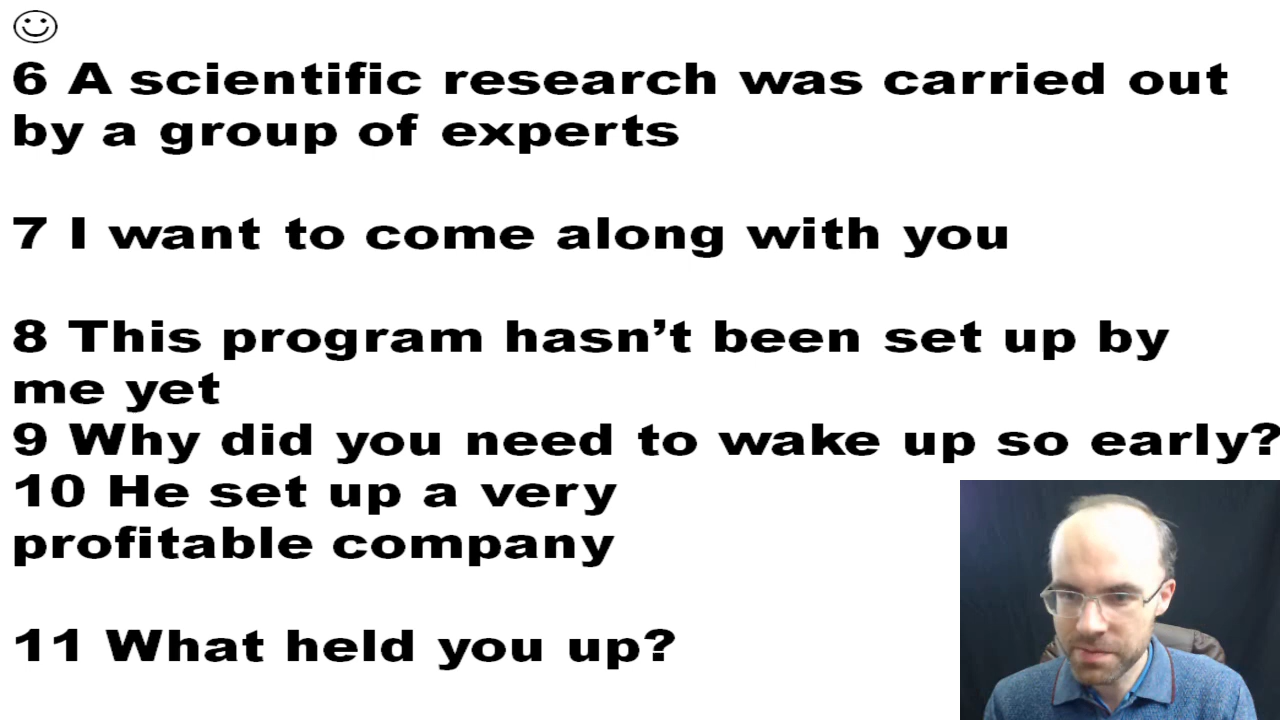 6 A scientific research was carried out
by a group of experts
7 I want to come along with you
8 This program hasn’t been set up by
me yet
9 Why did you need to wake up so early?
10 He set up a very
profitable company
11 What held you up?